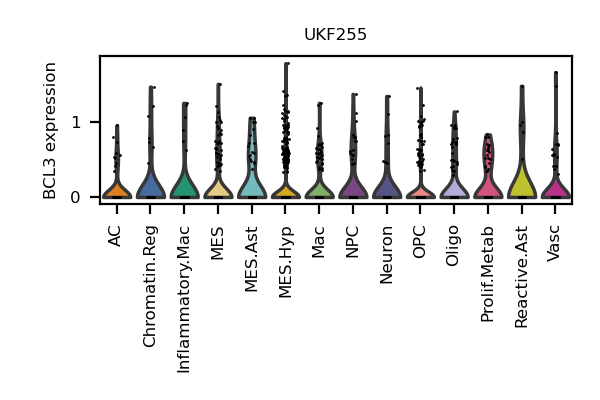 UKF255
BCL3 expression
1
0
AC
Chromatin.Reg
Inflammatory.Mac
MES
MES.Ast
MES.Hyp
Mac
NPC
Neuron
OPC
Oligo
Prolif.Metab
Reactive.Ast
Vasc